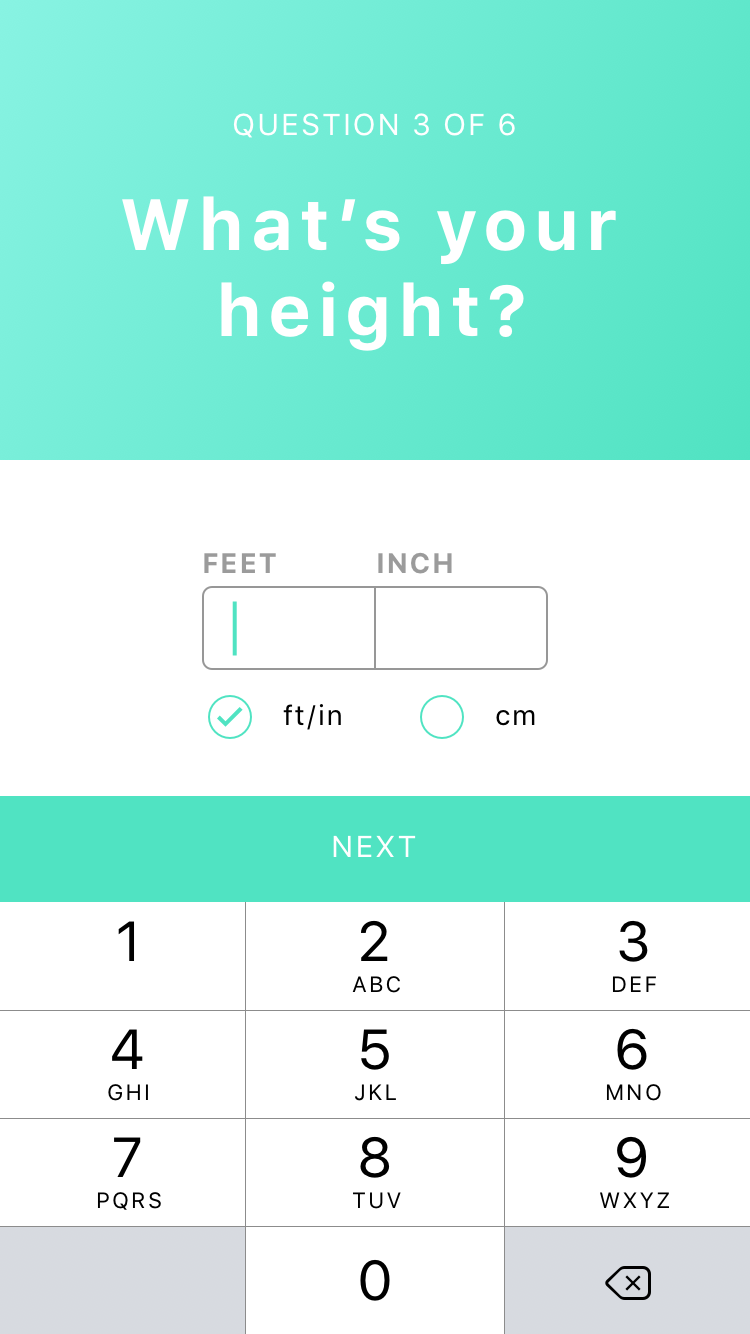 QUESTION 3 OF 6
What’s your
height?
FEET INCH
ft/in cm
NEXT
1 2 3
ABC DEF
4 5 6
GHI JKL MNO
7 8 9
PQRS TUV WXYZ
0